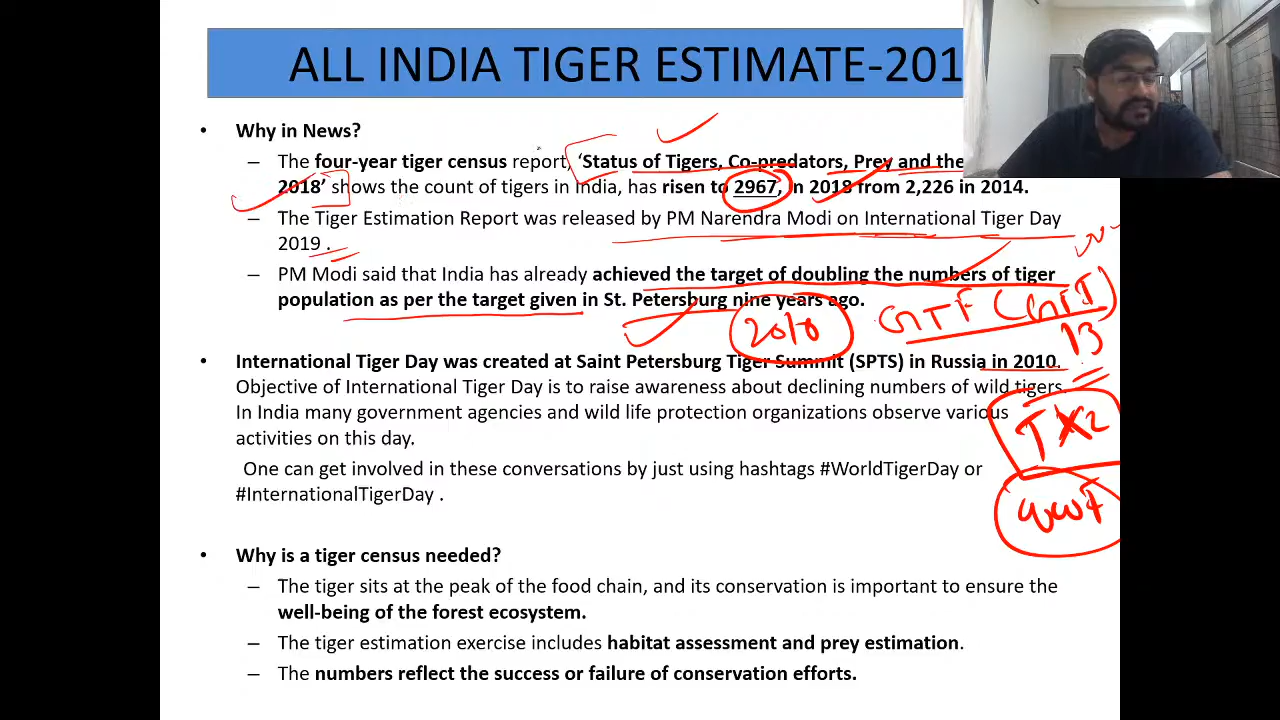 ALL INDIA TIGER ESTIMATE-201
• Why in News?
– The four-year tiger census report, ‘Status of Tigers, Co-predators, Prey and the
2018’ shows the count of tigers in India, has risen to 2967, in 2018 from 2,226 in 2014.
– The Tiger Estimation Report was released by PM Narendra Modi on International Tiger Day
2019 .
– PM Modi said that India has already achieved the target of doubling the numbers of tiger
population as per the target given in St. Petersburg nine years ago.
2010
GTF (GFI)
13
• International Tiger Day was created at Saint Petersburg Tiger Summit (SPTS) in Russia in 2010.
Objective of International Tiger Day is to raise awareness about declining numbers of wild tigers.
In India many government agencies and wild life protection organizations observe various
activities on this day.
TX2
One can get involved in these conversations by just using hashtags #WorldTigerDay or
#InternationalTigerDay .
WWF
• Why is a tiger census needed?
– The tiger sits at the peak of the food chain, and its conservation is important to ensure the
well-being of the forest ecosystem.
– The tiger estimation exercise includes habitat assessment and prey estimation.
– The numbers reflect the success or failure of conservation efforts.